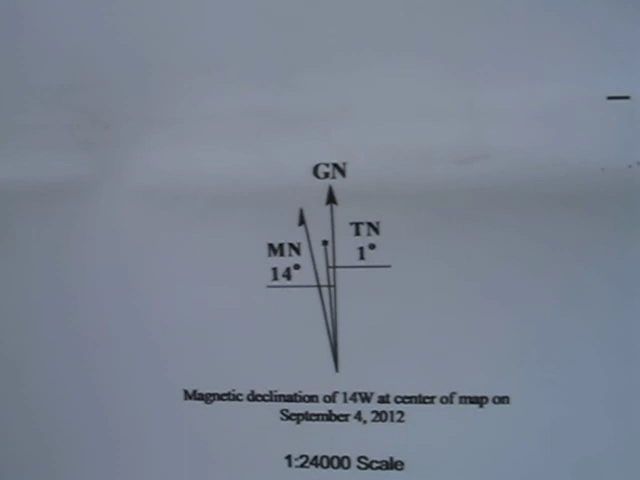 GN
TN
1°
MN
14°
Magnetic declination of 14W at center of map on
September 4, 2012
1:24000 Scale